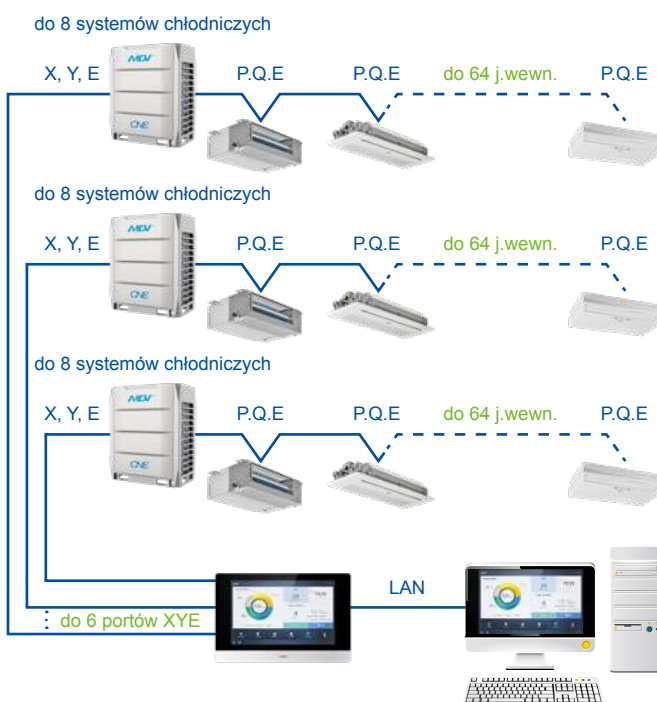 do 8 systemów chłodniczych
MDV
X, Y, E P.Q.E P.Q.E do 64 j.wewn. P.Q.E
CNE
do 8 systemów chłodniczych
MDV
X, Y, E P.Q.E P.Q.E do 64 j.wewn. P.Q.E
CNE
do 8 systemów chłodniczych
MDV
X, Y, E P.Q.E P.Q.E do 64 j.wewn. P.Q.E
CNE
LAN
do 6 portów XYE